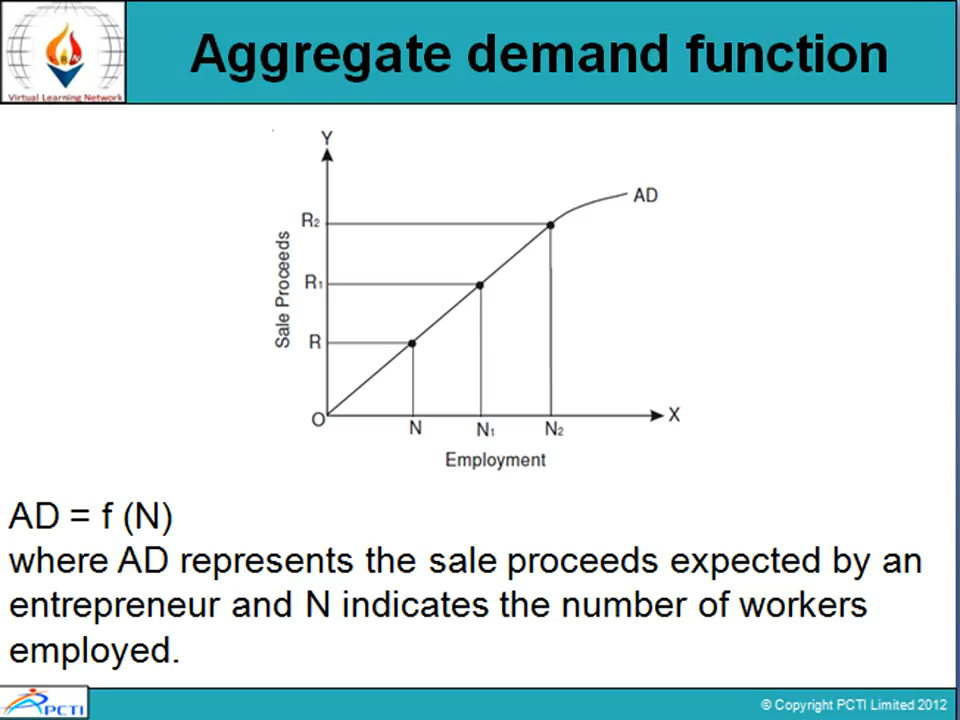 Aggregate demand function
Virtual Learning Network
Y
AD
R2
R1
R
Sale Proceeds
O
N
N1
N2
X
Employment
AD = f (N)
where AD represents the sale proceeds expected by an
entrepreneur and N indicates the number of workers
employed.
PCTI
© Copyright PCTI Limited 2012